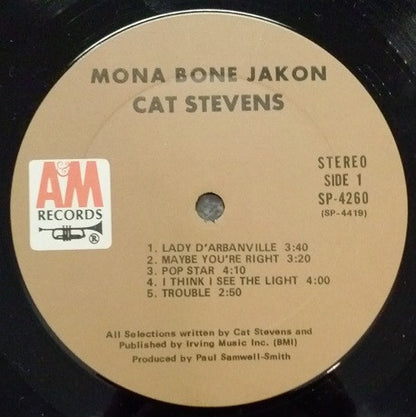 MONA BONE JAKON
CAT STEVENS
STEREO
SIDE 1
SP-4260
(SP-4419)
A&M
RECORDS
®
1. LADY D'ARBANVILLE 3:40
2. MAYBE YOU'RE RIGHT 3:20
3. POP STAR 4:10
4. I THINK I SEE THE LIGHT 4:00
5. TROUBLE 2:50
All Selections written by Cat Stevens and
Published by Irving Music Inc. (BMI)
Produced by Paul Samwell-Smith